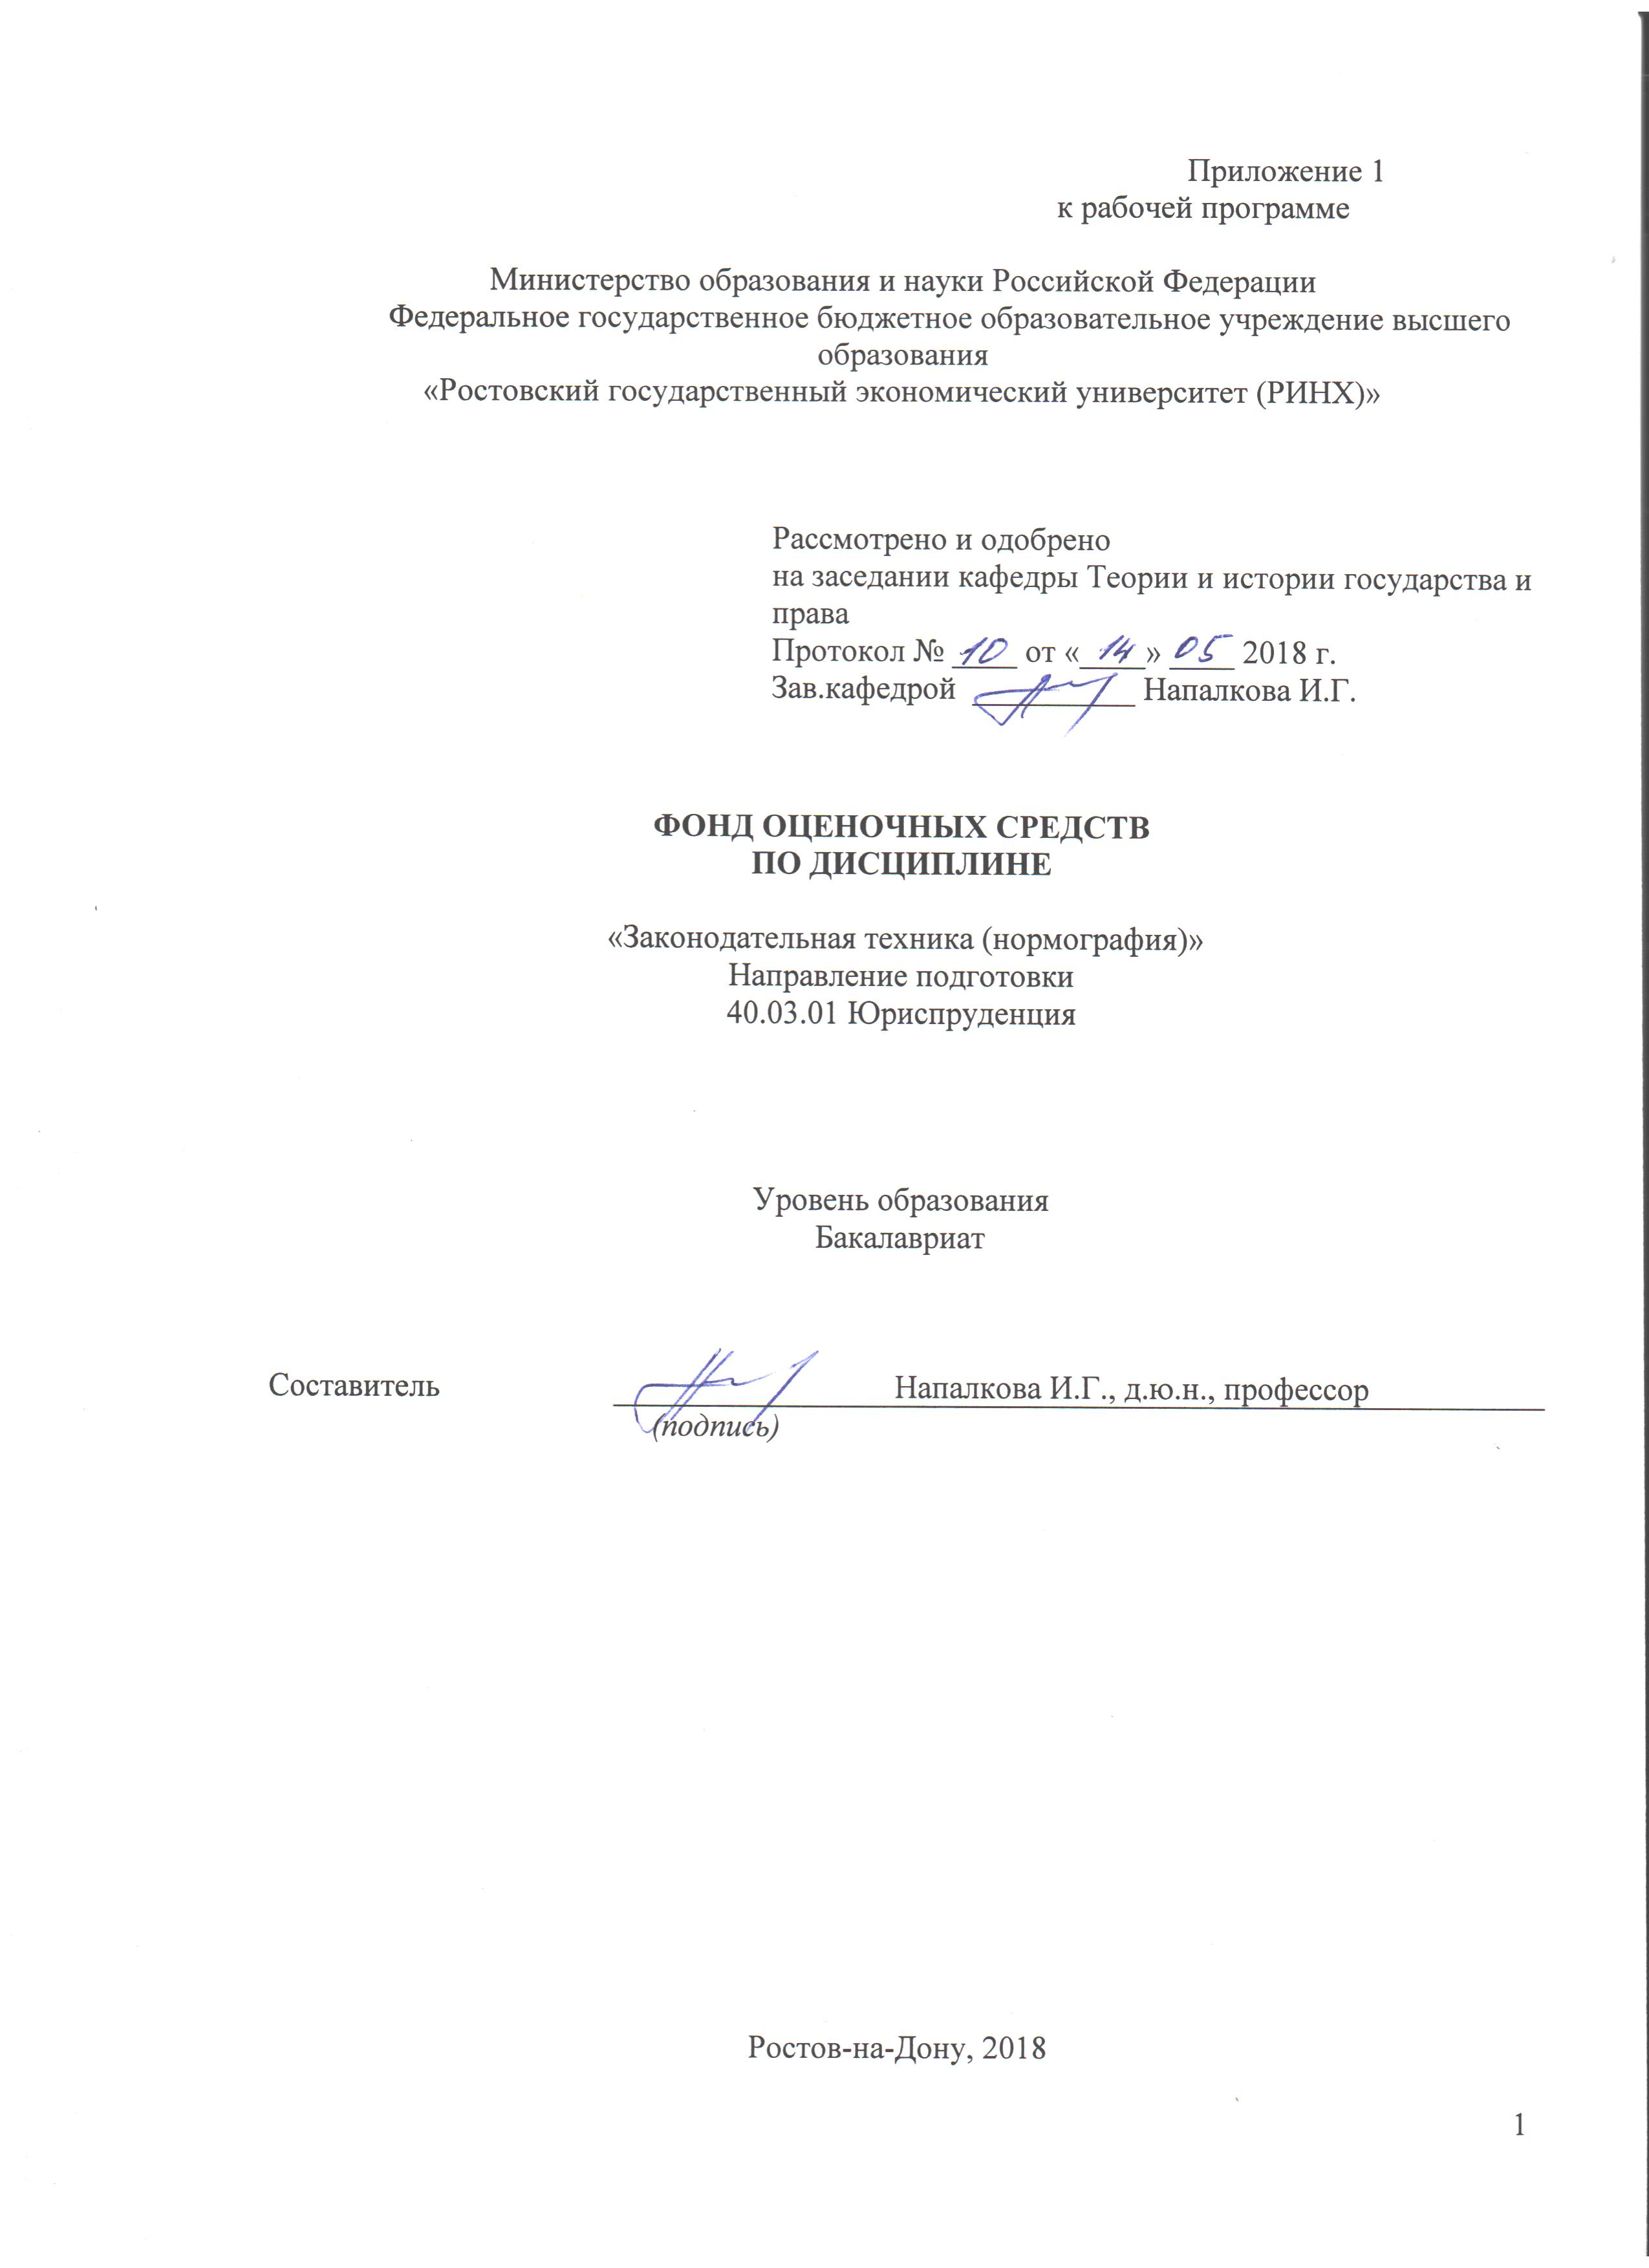 Приложение 1
к рабочей программе
Министерство образования и науки Российской Федерации
Федеральное государственное бюджетное образовательное учреждение высшего
образования
«Ростовский государственный экономический университет (РИНХ)»
Рассмотрено и одобрено
на заседании кафедры Теории и истории государства и
права
Протокол № 10 от «14» 05 2018 г.
Зав.кафедрой Напалкова И.Г.
ФОНД ОЦЕНОЧНЫХ СРЕДСТВ
ПО ДИСЦИПЛИНЕ
«Законодательная техника (нормография)»
Направление подготовки
40.03.01 Юриспруденция
Уровень образования
Бакалавриат
Составитель Напалкова И.Г., д.ю.н., профессор
(подпись)
Ростов-на-Дону, 2018
1